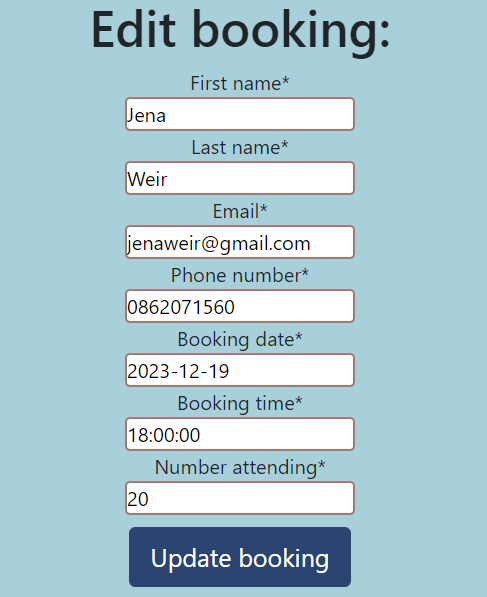 Edit booking:
First name*
Jena
Last name*
Weir
Email*
jenaweir@gmail.com
Phone number*
0862071560
Booking date*
2023-12-19
Booking time*
18:00:00
Number attending*
20
Update booking